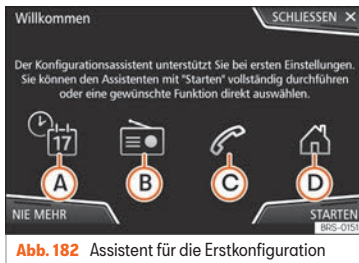 Willkommen
SCHLIESSEN ×
Der Konfigurationsassistent unterstützt Sie bei ersten Einstellungen.
Sie können den Assistenten mit "Starten" vollständig durchführen
oder eine gewünschte Funktion direkt auswählen.
17
A
B
C
D
NIE MEHR
STARTEN
BRS-0151
Abb. 182 Assistent für die Erstkonfiguration